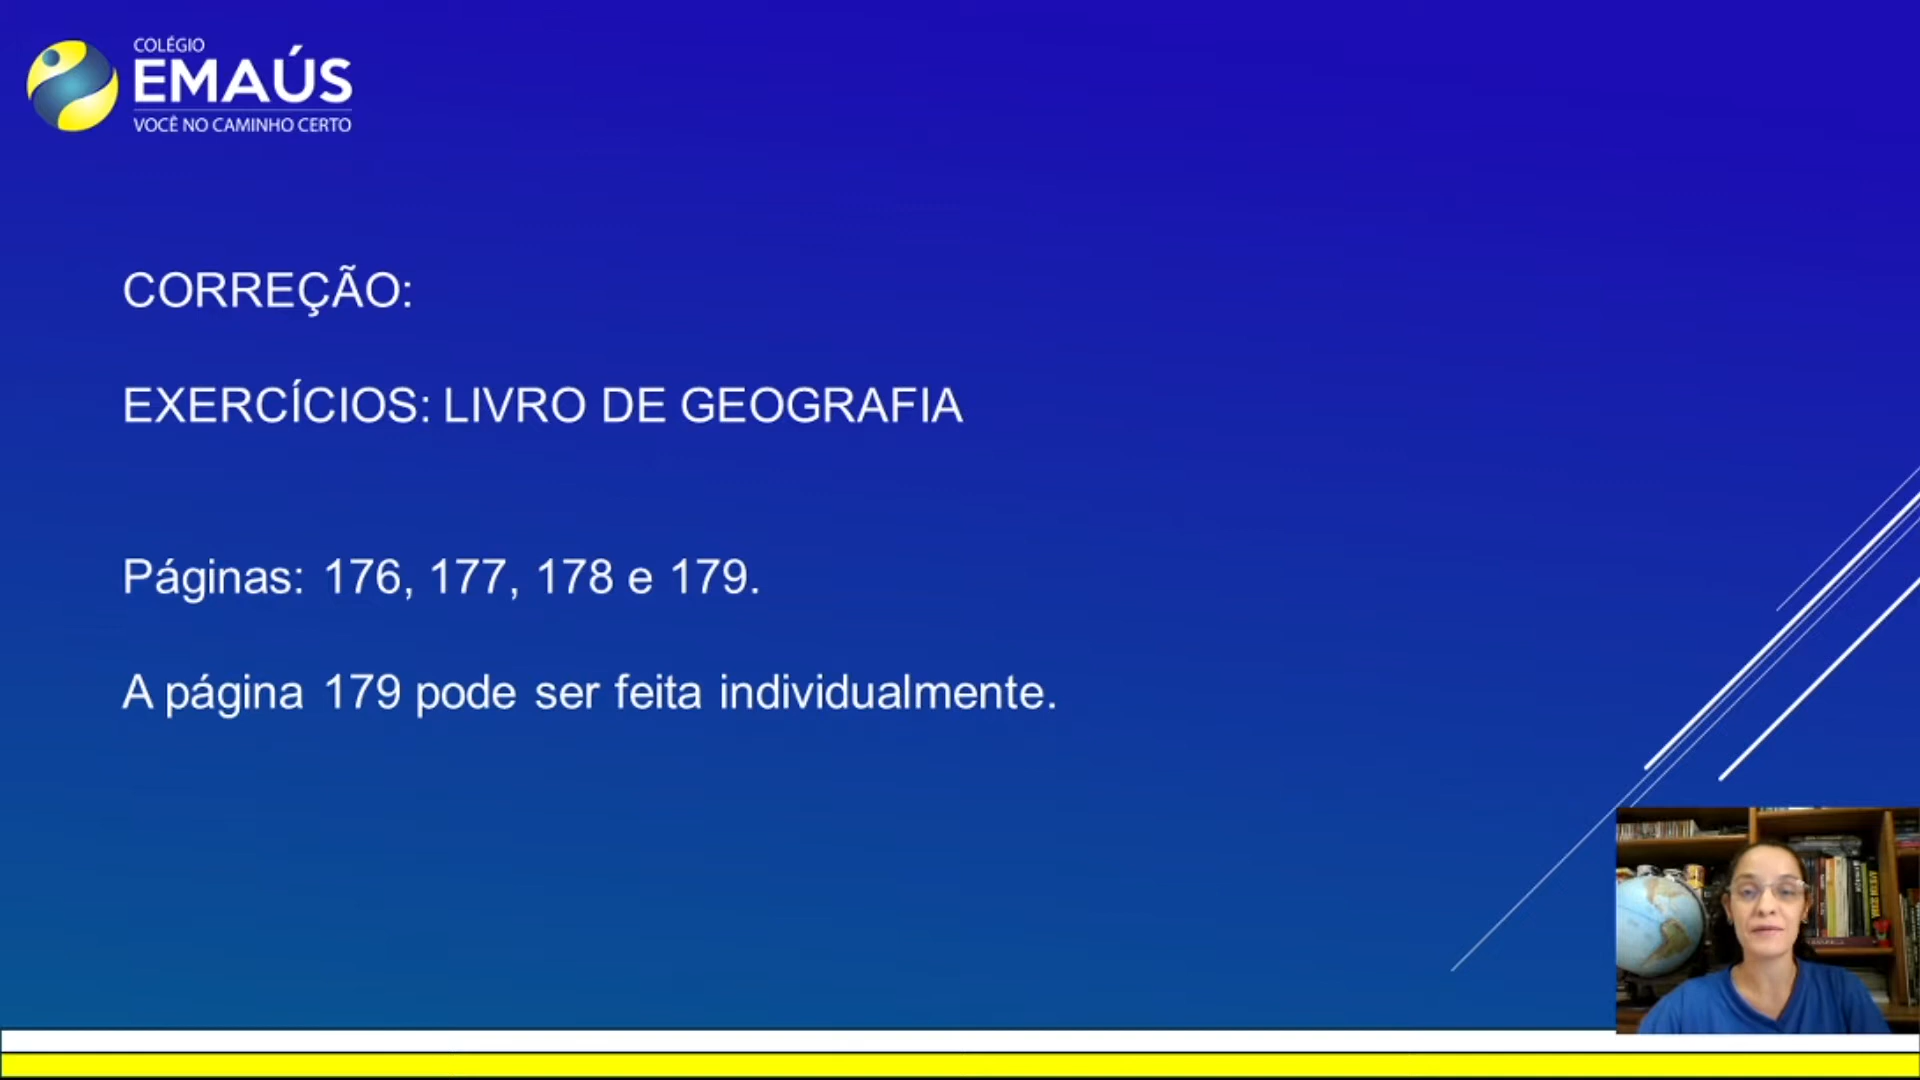 COLÉGIO
EMAÚS
VOCÊ NO CAMINHO CERTO
CORREÇÃO:
EXERCÍCIOS: LIVRO DE GEOGRAFIA
Páginas: 176, 177, 178 e 179.
A página 179 pode ser feita individualmente.